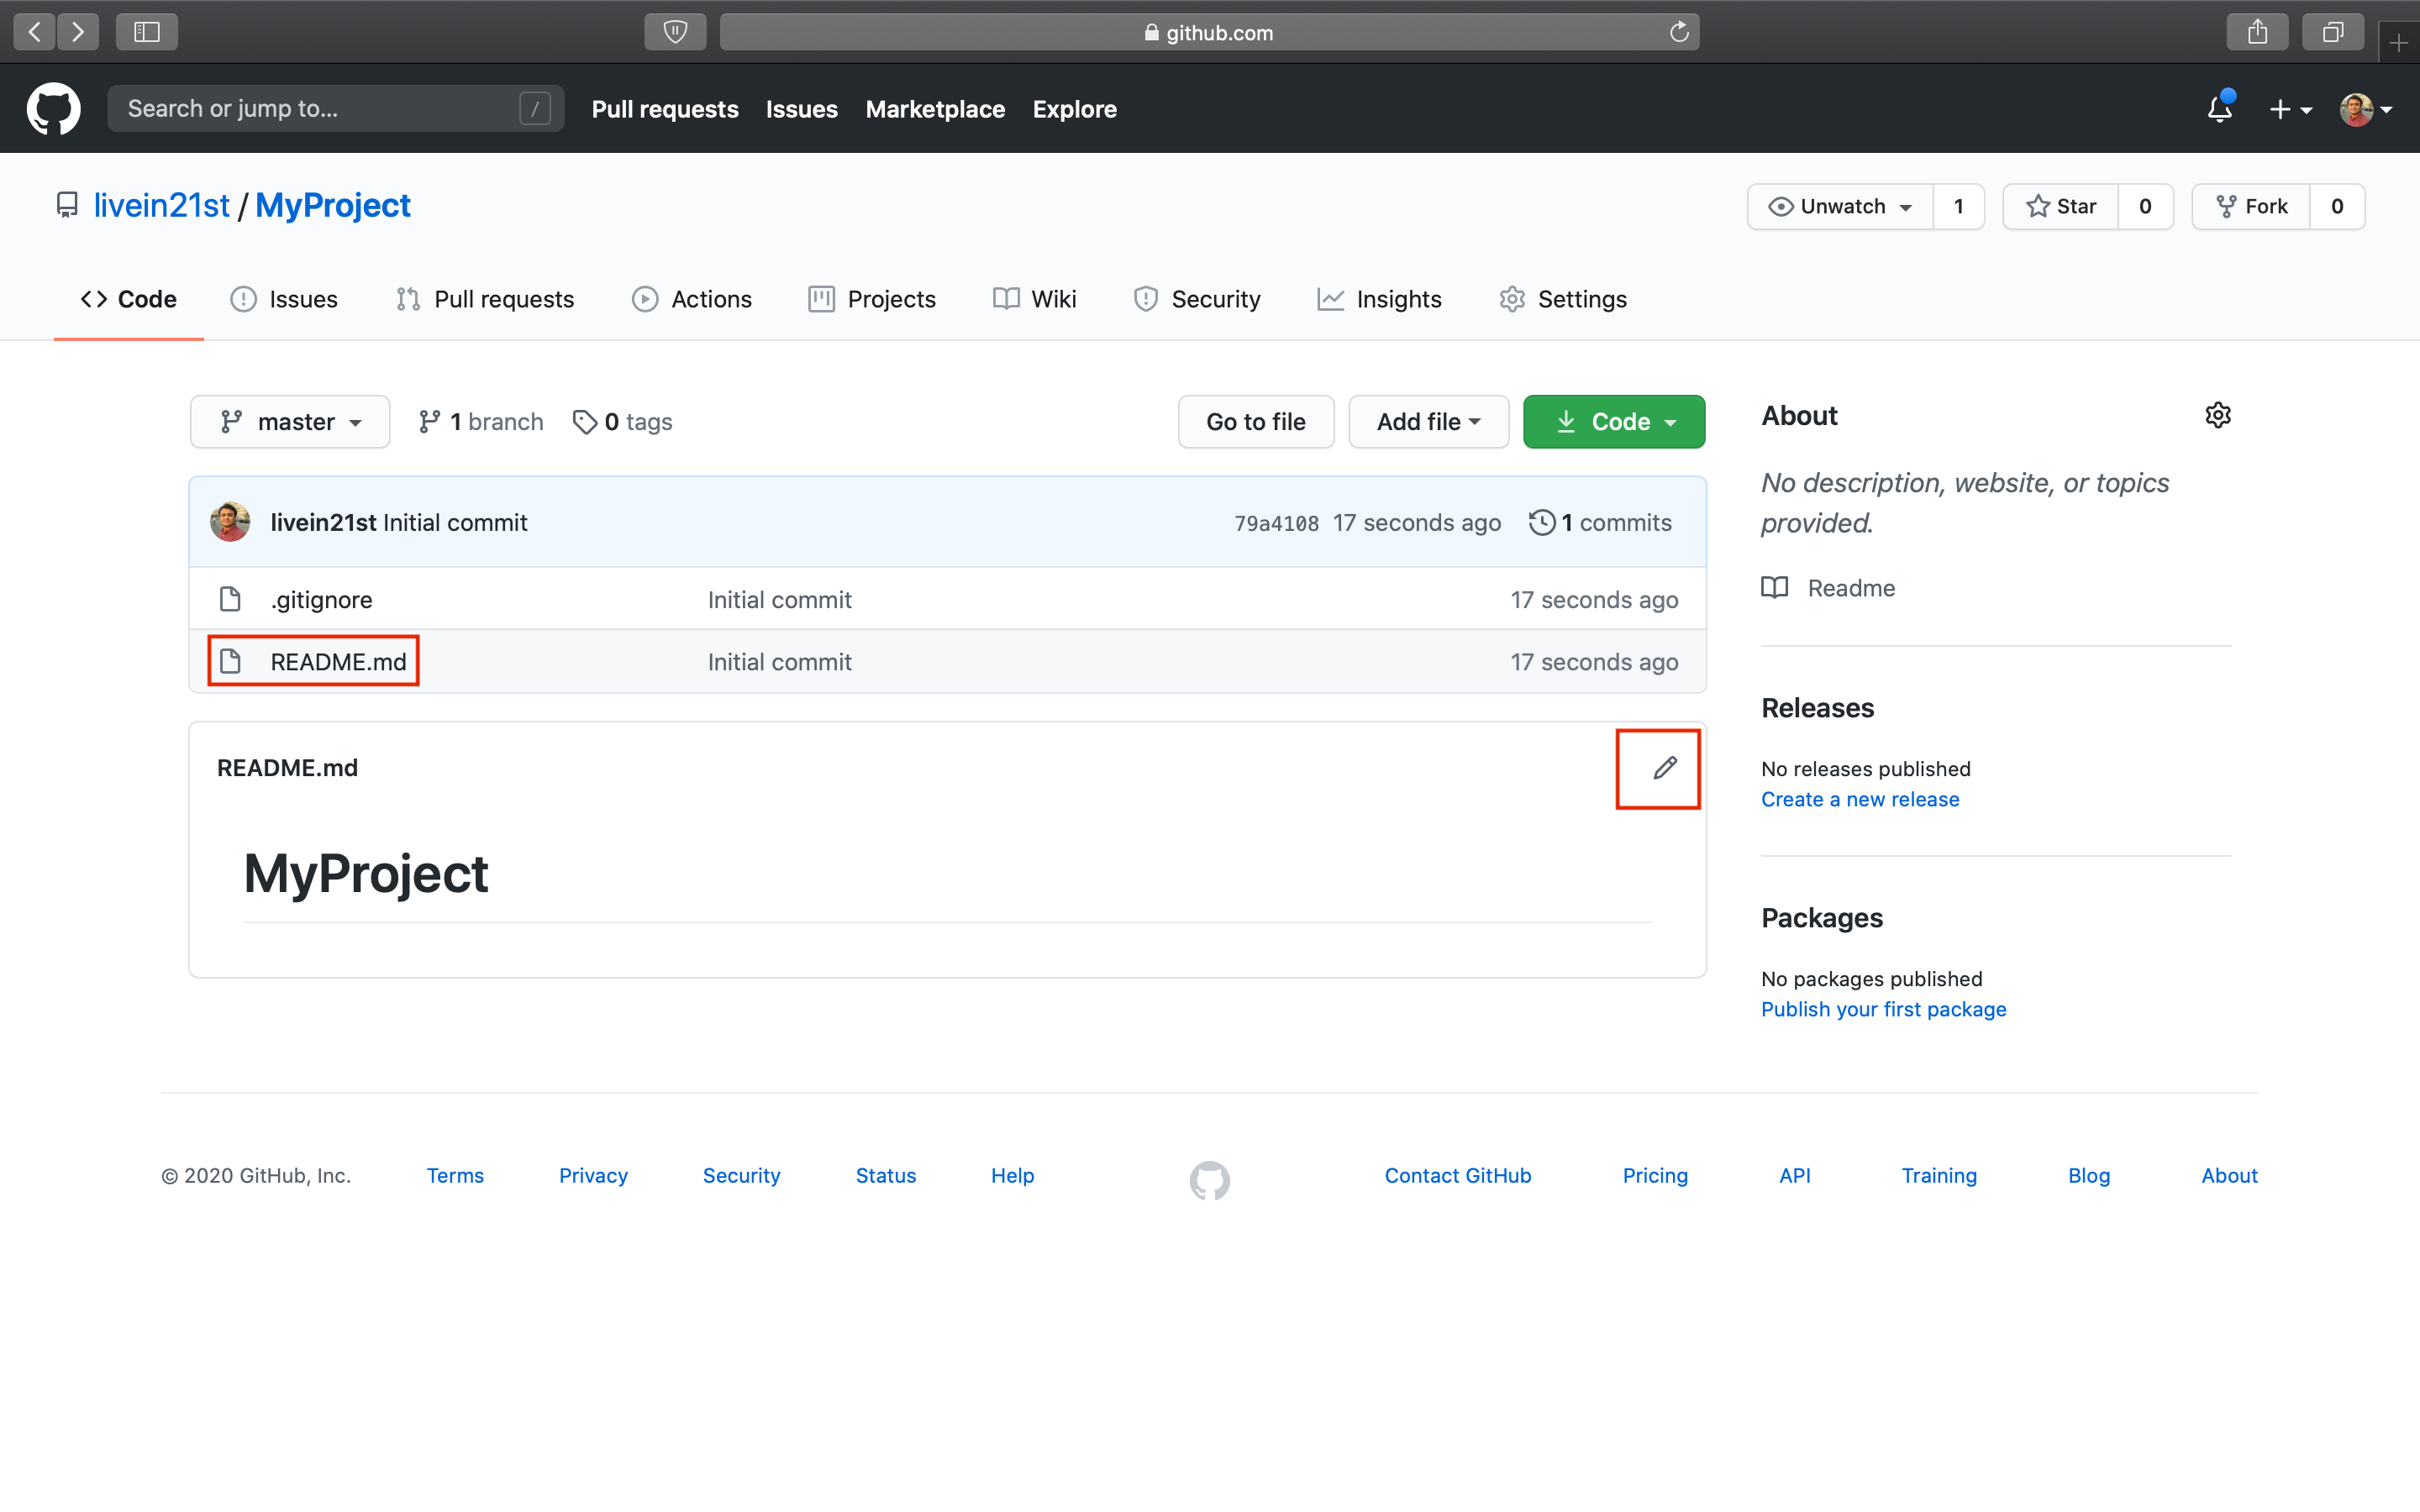 github.com
Search or jump to... /
Pull requests Issues Marketplace Explore
livein21st / MyProject
Unwatch 1 Star 0 Fork 0
Code Issues Pull requests Actions Projects Wiki Security Insights Settings
master 1 branch 0 tags Go to file Add file Code
livein21st Initial commit 79a4108 17 seconds ago 1 commits
.gitignore Initial commit 17 seconds ago
README.md Initial commit 17 seconds ago
README.md
MyProject
About
No description, website, or topics
provided.
Readme
Releases
No releases published
Create a new release
Packages
No packages published
Publish your first package
© 2020 GitHub, Inc. Terms Privacy Security Status Help Contact GitHub Pricing API Training Blog About